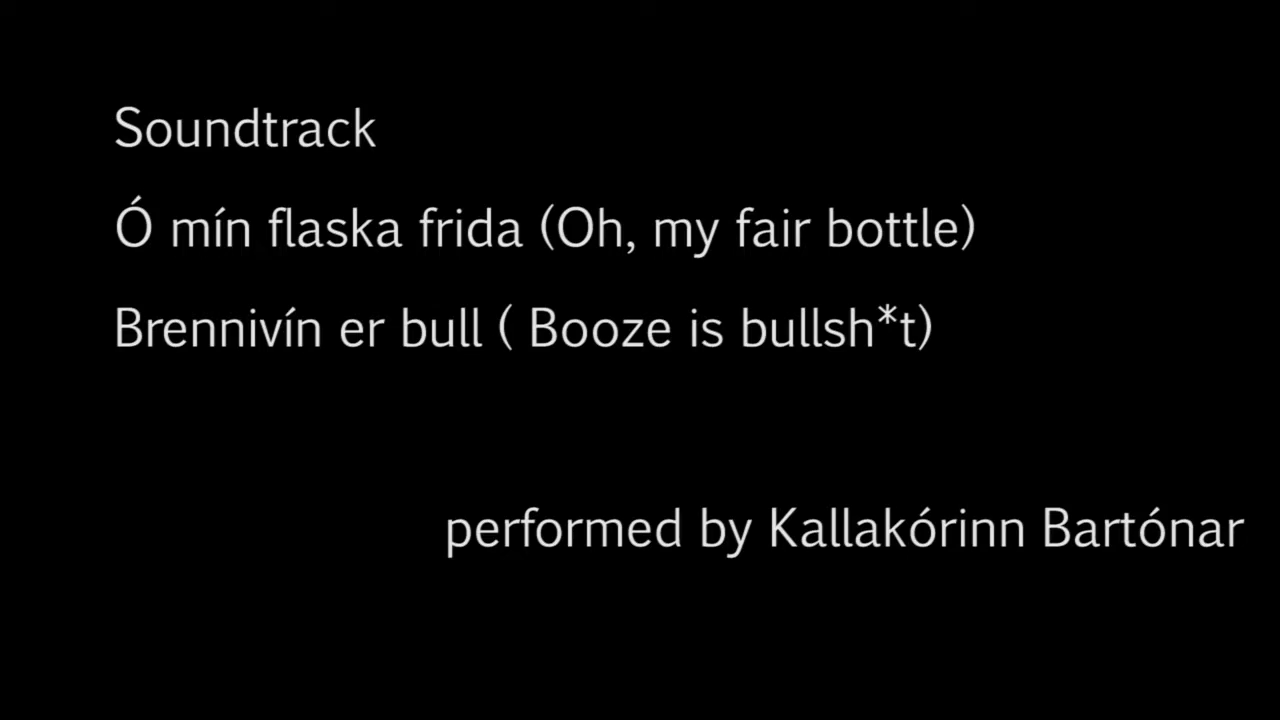 Soundtrack
Ó mín flaska frida (Oh, my fair bottle)
Brennivín er bull ( Booze is bullsh*t)
performed by Kallakórinn Bartónar